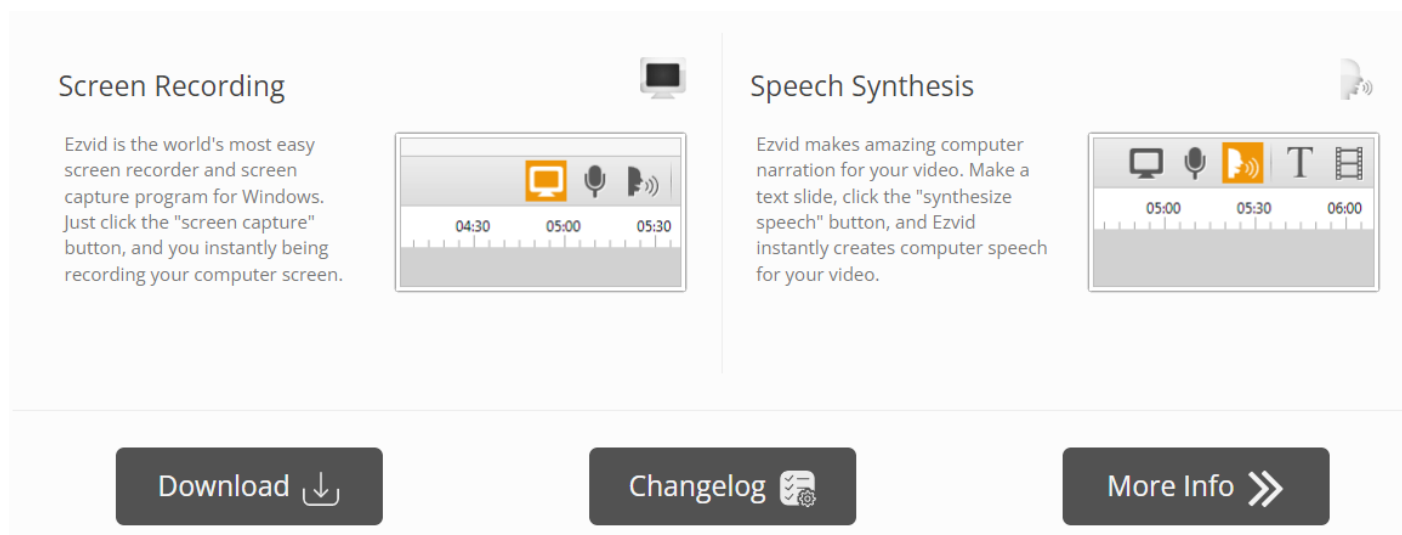 Screen Recording
Ezvid is the world's most easy
screen recorder and screen
capture program for Windows.
Just click the "screen capture"
button, and you instantly being
recording your computer screen.
04:30 05:00 05:30
Speech Synthesis
Ezvid makes amazing computer
narration for your video. Make a
text slide, click the "synthesize
speech" button, and Ezvid
instantly creates computer speech
for your video.
T
05:00 05:30 06:00
Download
Changelog
More Info